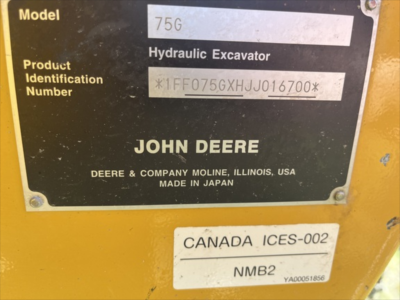 Model 75G
Hydraulic Excavator
Product
Identification
Number *1FF075GXHJJ016700*
JOHN DEERE
DEERE & COMPANY MOLINE, ILLINOIS, USA
MADE IN JAPAN
CANADA ICES-002
NMB2
YA00051856